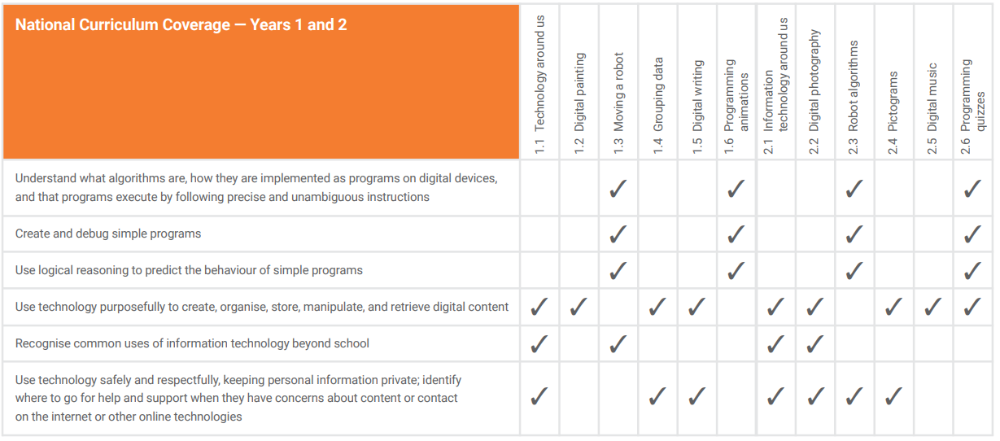 National Curriculum Coverage — Years 1 and 2
1.1 Technology around us
1.2 Digital painting
1.3 Moving a robot
1.4 Grouping data
1.5 Digital writing
1.6 Programming
animations
2.1 Information
technology around us
2.2 Digital photography
2.3 Robot algorithms
2.4 Pictograms
2.5 Digital music
2.6 Programming
quizzes
Understand what algorithms are, how they are implemented as programs on digital devices,
and that programs execute by following precise and unambiguous instructions
✓ ✓ ✓ ✓
Create and debug simple programs
✓ ✓ ✓ ✓
Use logical reasoning to predict the behaviour of simple programs
✓ ✓ ✓ ✓
Use technology purposefully to create, organise, store, manipulate, and retrieve digital content
✓ ✓ ✓ ✓ ✓ ✓ ✓ ✓ ✓
Recognise common uses of information technology beyond school
✓ ✓ ✓ ✓
Use technology safely and respectfully, keeping personal information private; identify
where to go for help and support when they have concerns about content or contact
on the internet or other online technologies
✓ ✓ ✓ ✓ ✓ ✓ ✓